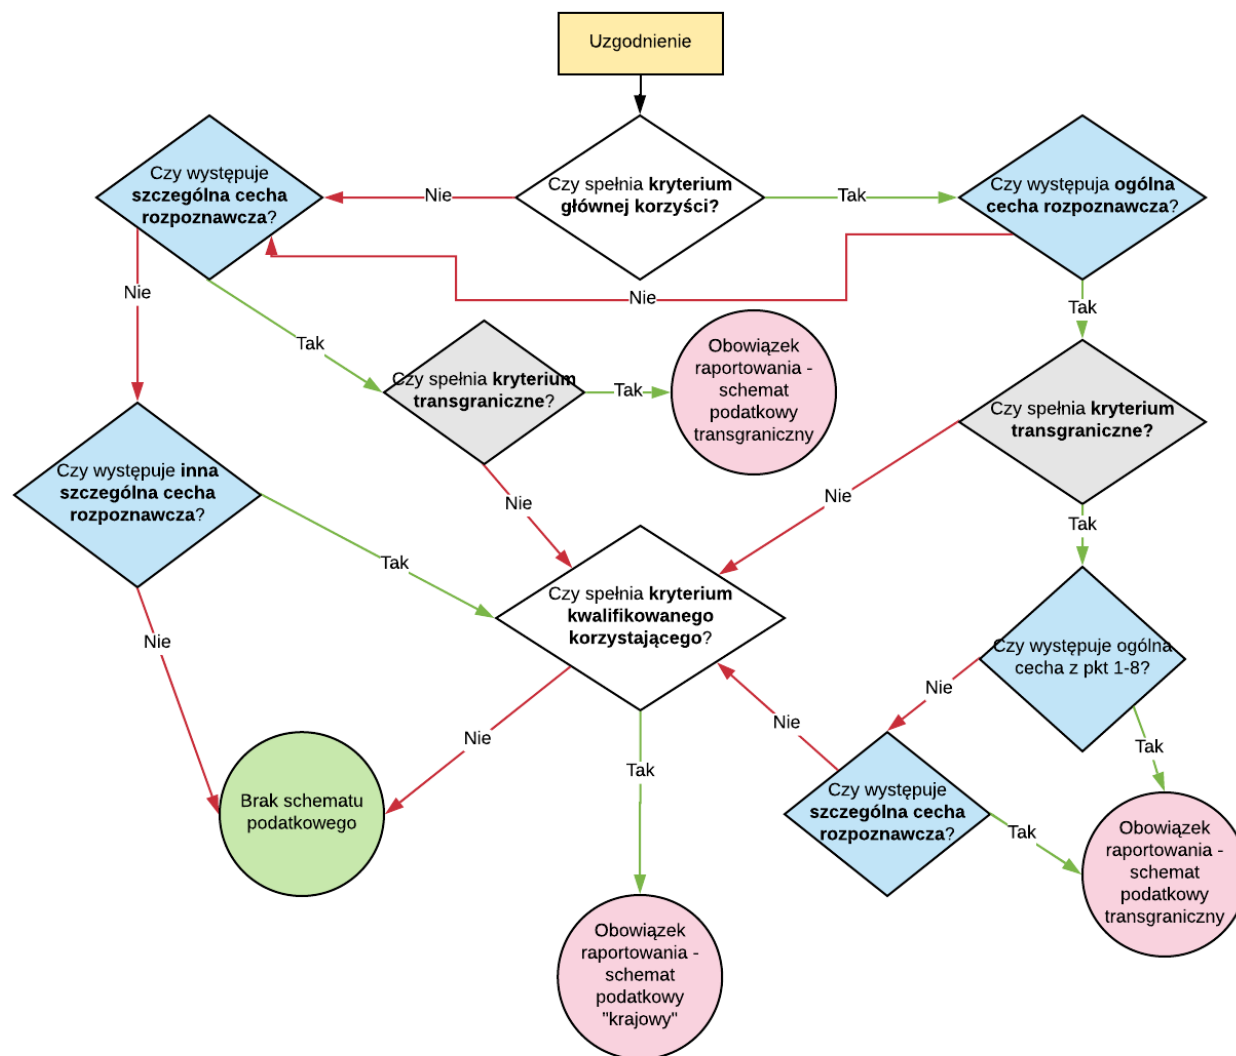 Uzgodnienie
Czy spełnia kryterium
głównej korzyści?
Nie
Tak
Czy występuje
szczególna cecha
rozpoznawcza?
Czy występuja ogólna
cecha rozpoznawcza?
Nie
Nie
Tak
Tak
Czy spełnia kryterium
transgraniczne?
Tak
Obowiązek
raportowania -
schemat
podatkowy
transgraniczny
Czy spełnia kryterium
transgraniczne?
Czy występuje inna
szczególna cecha
rozpoznawcza?
Nie
Nie
Tak
Tak
Czy spełnia kryterium
kwalifikowanego
korzystającego?
Czy występuje ogólna
cecha z pkt 1-8?
Nie
Nie
Nie
Nie
Tak
Tak
Brak schematu
podatkowego
Czy występuje
szczególna cecha
rozpoznawcza?
Tak
Obowiązek
raportowania -
schemat
podatkowy
transgraniczny
Obowiązek
raportowania -
schemat
podatkowy
"krajowy"